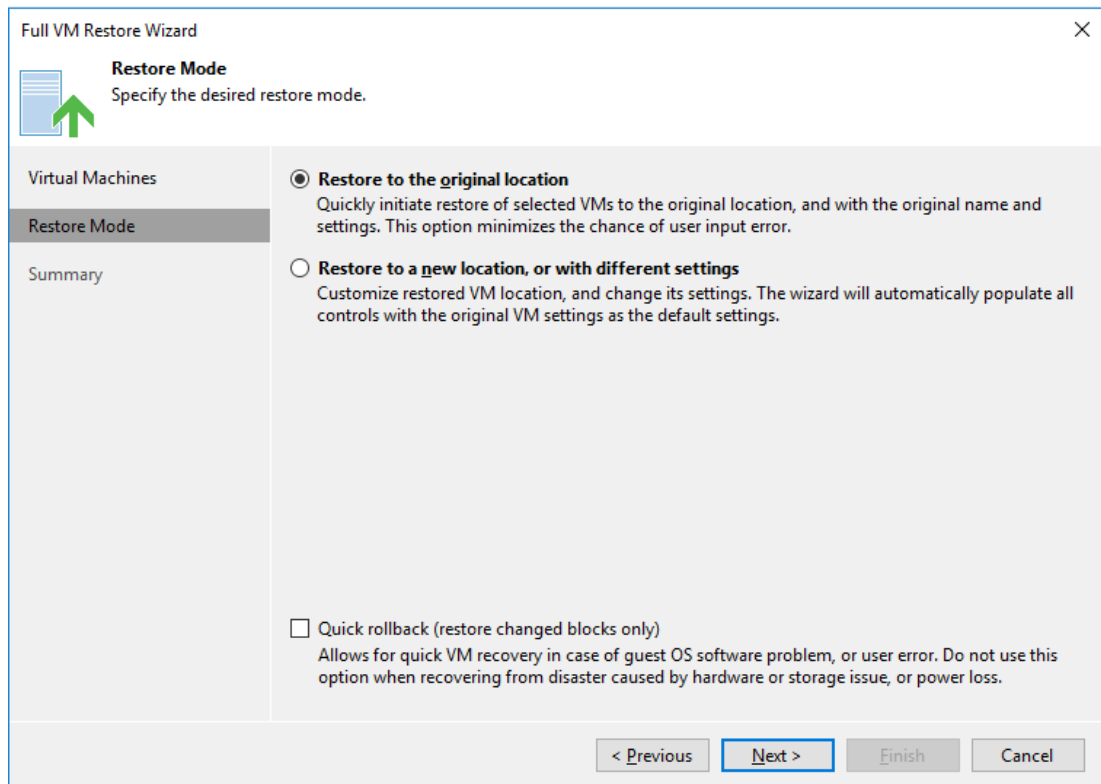 Full VM Restore Wizard
Restore Mode
Specify the desired restore mode.
Virtual Machines
Restore Mode
Summary
Restore to the original location
Quickly initiate restore of selected VMs to the original location, and with the original name and
settings. This option minimizes the chance of user input error.
Restore to a new location, or with different settings
Customize restored VM location, and change its settings. The wizard will automatically populate all
controls with the original VM settings as the default settings.
Quick rollback (restore changed blocks only)
Allows for quick VM recovery in case of guest OS software problem, or user error. Do not use this
option when recovering from disaster caused by hardware or storage issue, or power loss.
< Previous
Next >
Finish
Cancel